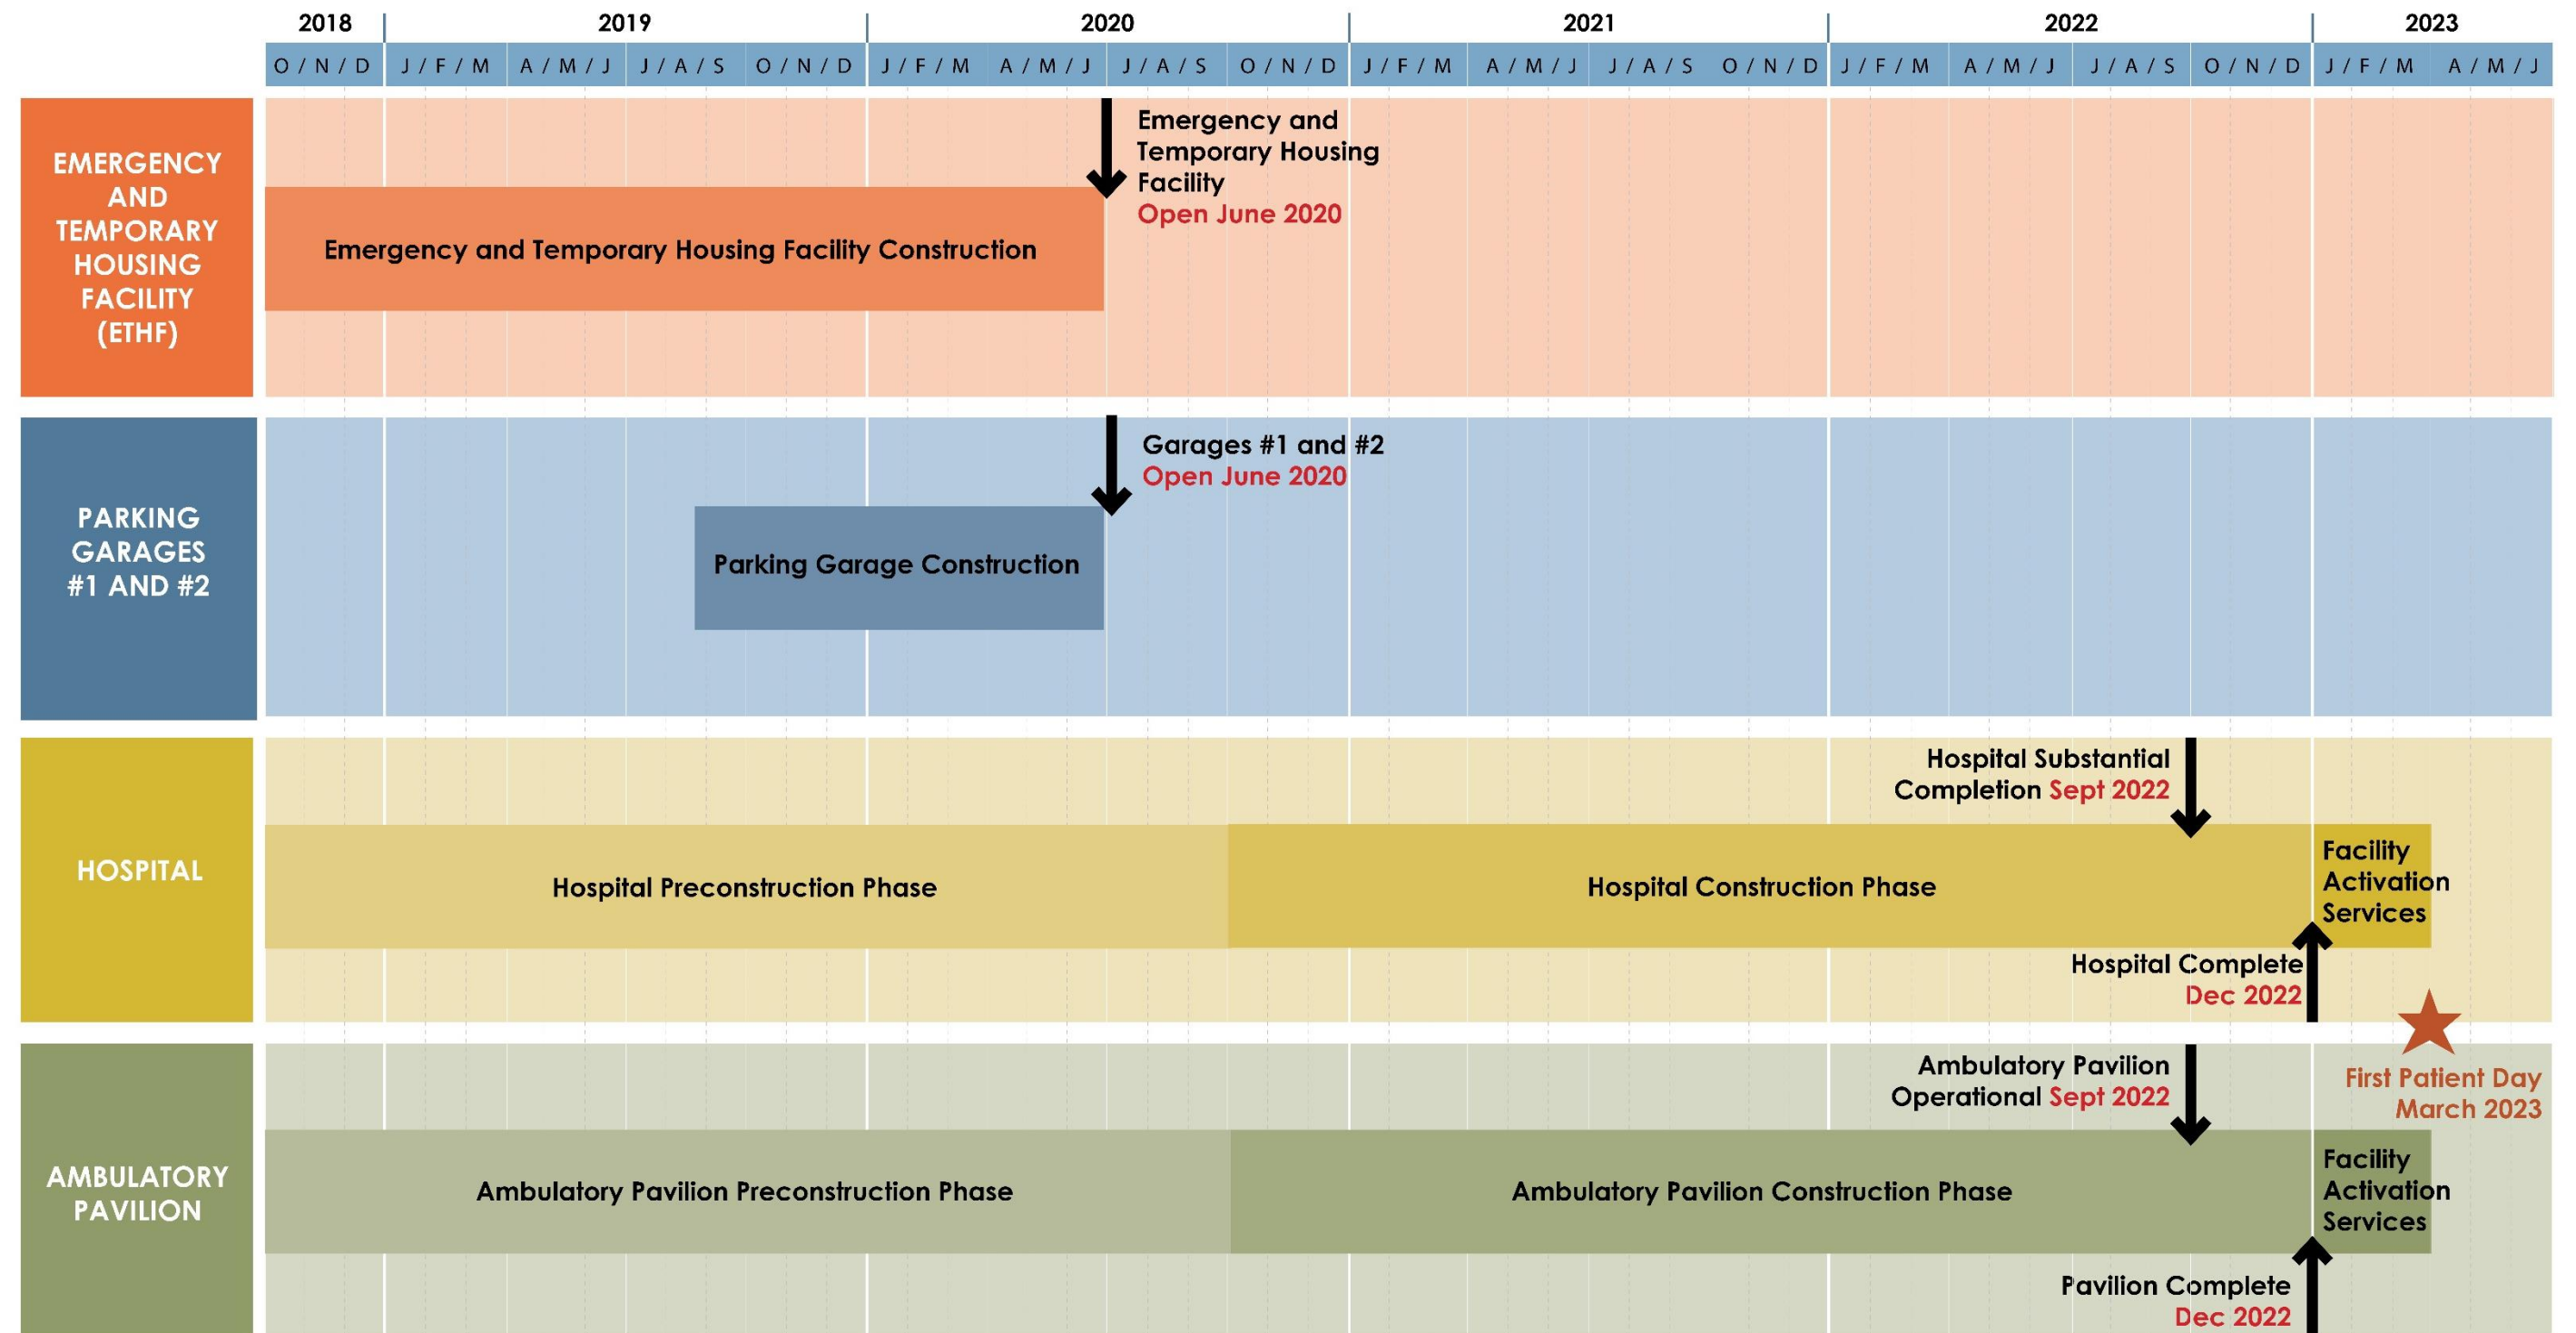 2018 2019 2020 2021 2022 2023
O / N / D J / F / M A / M / J J / A / S O / N / D J / F / M A / M / J J / A / S O / N / D J / F / M A / M / J J / A / S O / N / D J / F / M A / M / J J / A / S O / N / D J / F / M A / M / J
EMERGENCY
AND
TEMPORARY
HOUSING
FACILITY
(ETHF)
Emergency and Temporary Housing Facility Construction
Emergency and
Temporary Housing
Facility
Open June 2020
PARKING
GARAGES
#1 AND #2
Parking Garage Construction
Garages #1 and #2
Open June 2020
HOSPITAL
Hospital Preconstruction Phase
Hospital Construction Phase
Hospital Substantial
Completion Sept 2022
Facility
Activation
Services
Hospital Complete
Dec 2022
First Patient Day
March 2023
AMBULATORY
PAVILION
Ambulatory Pavilion Preconstruction Phase
Ambulatory Pavilion Construction Phase
Ambulatory Pavilion
Operational Sept 2022
Facility
Activation
Services
Pavilion Complete
Dec 2022